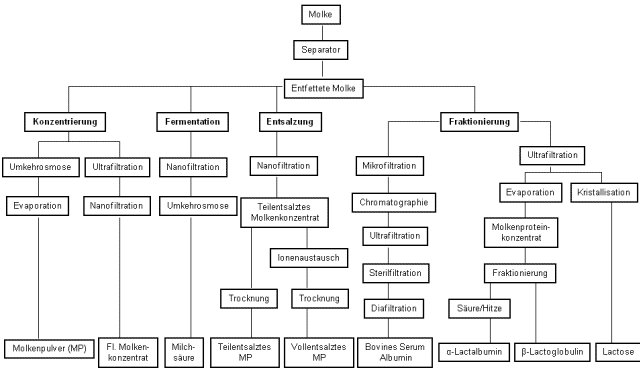 Molke
Separator
Entfettete Molke
Konzentrierung
Fermentation
Entsalzung
Fraktionierung
Umkehrosmose
Ultrafiltration
Nanofiltration
Nanofiltration
Mikrofiltration
Ultrafiltration
Evaporation
Nanofiltration
Umkehrosmose
Teilentsalztes
Molkenkonzentrat
Chromatographie
Evaporation
Kristallisation
Ultrafiltration
Molkenprotein-
konzentrat
Ionenaustausch
Sterilfiltration
Fraktionierung
Trocknung
Trocknung
Diafiltration
Säure/Hitze
Molkenpulver (MP)
Fl. Molken-
konzentrat
Milch-
säure
Teilentsalztes
MP
Vollentsalztes
MP
Bovines Serum
Albumin
α-Lactalbumin
β-Lactoglobulin
Lactose